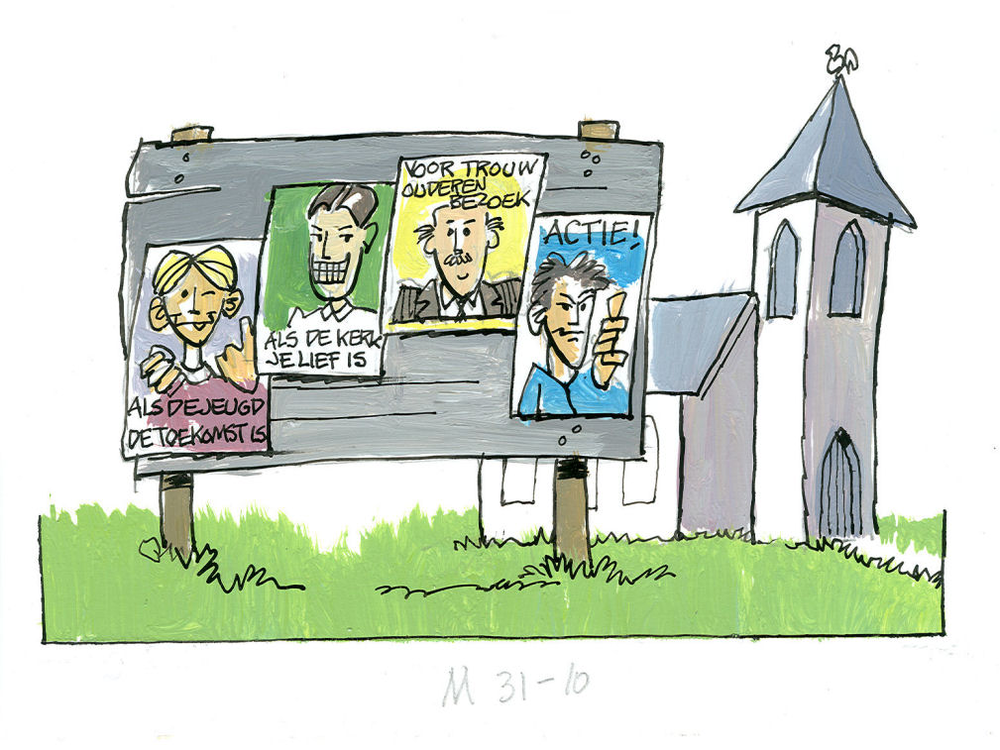 ALS DE JEUGD
DE TOEKOMST IS
ALS DE KERK
JE LIEF IS
VOOR TROUW
OUDEREN
BEZOEK
ACTIE!
M 31-10